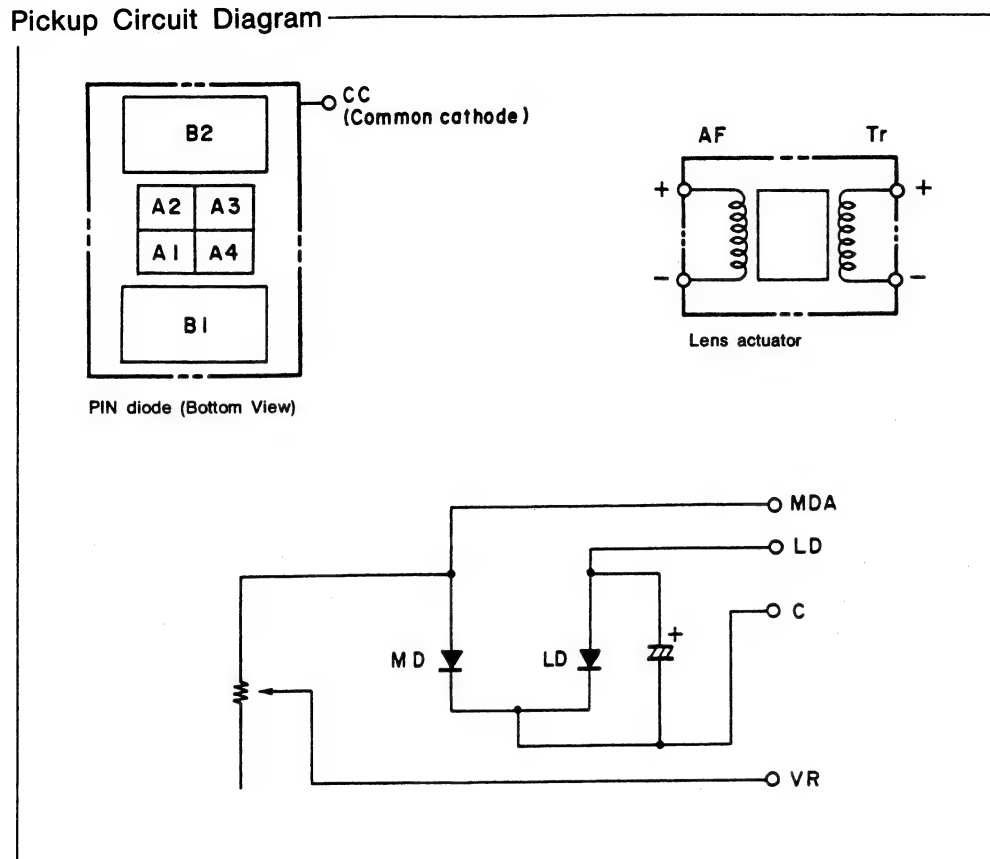 Pickup Circuit Diagram
CC
(Common cathode)
B2
A2 A3
A1 A4
B1
PIN diode (Bottom View)
AF Tr
+ +
- -
Lens actuator
MDA
LD
C
MD LD +
VR